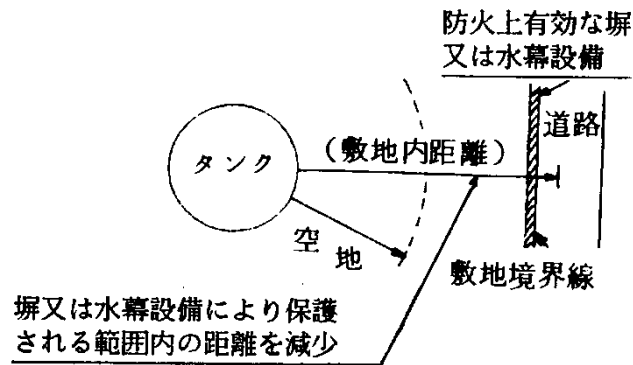 防火上有効な塀
又は水幕設備
道路
(敷地内距離)
タンク
空地
敷地境界線
塀又は水幕設備により保護
される範囲内の距離を減少